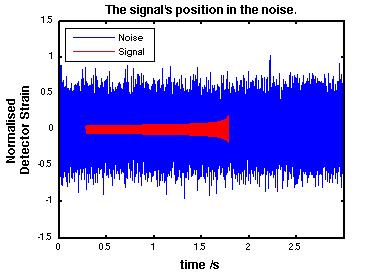 The signal's position in the noise.
1.5
Noise
Signal
1
0.5
0
-0.5
-1
-1.5
Normalised
Detector Strain
0 0.5 1 1.5 2 2.5
time /s